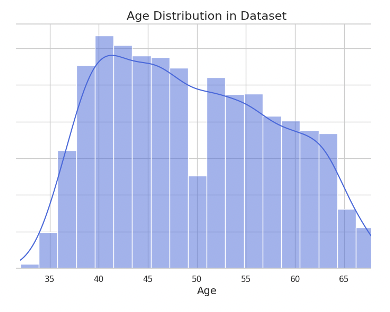 Age Distribution in Dataset
35 40 45 50 55 60 65
Age